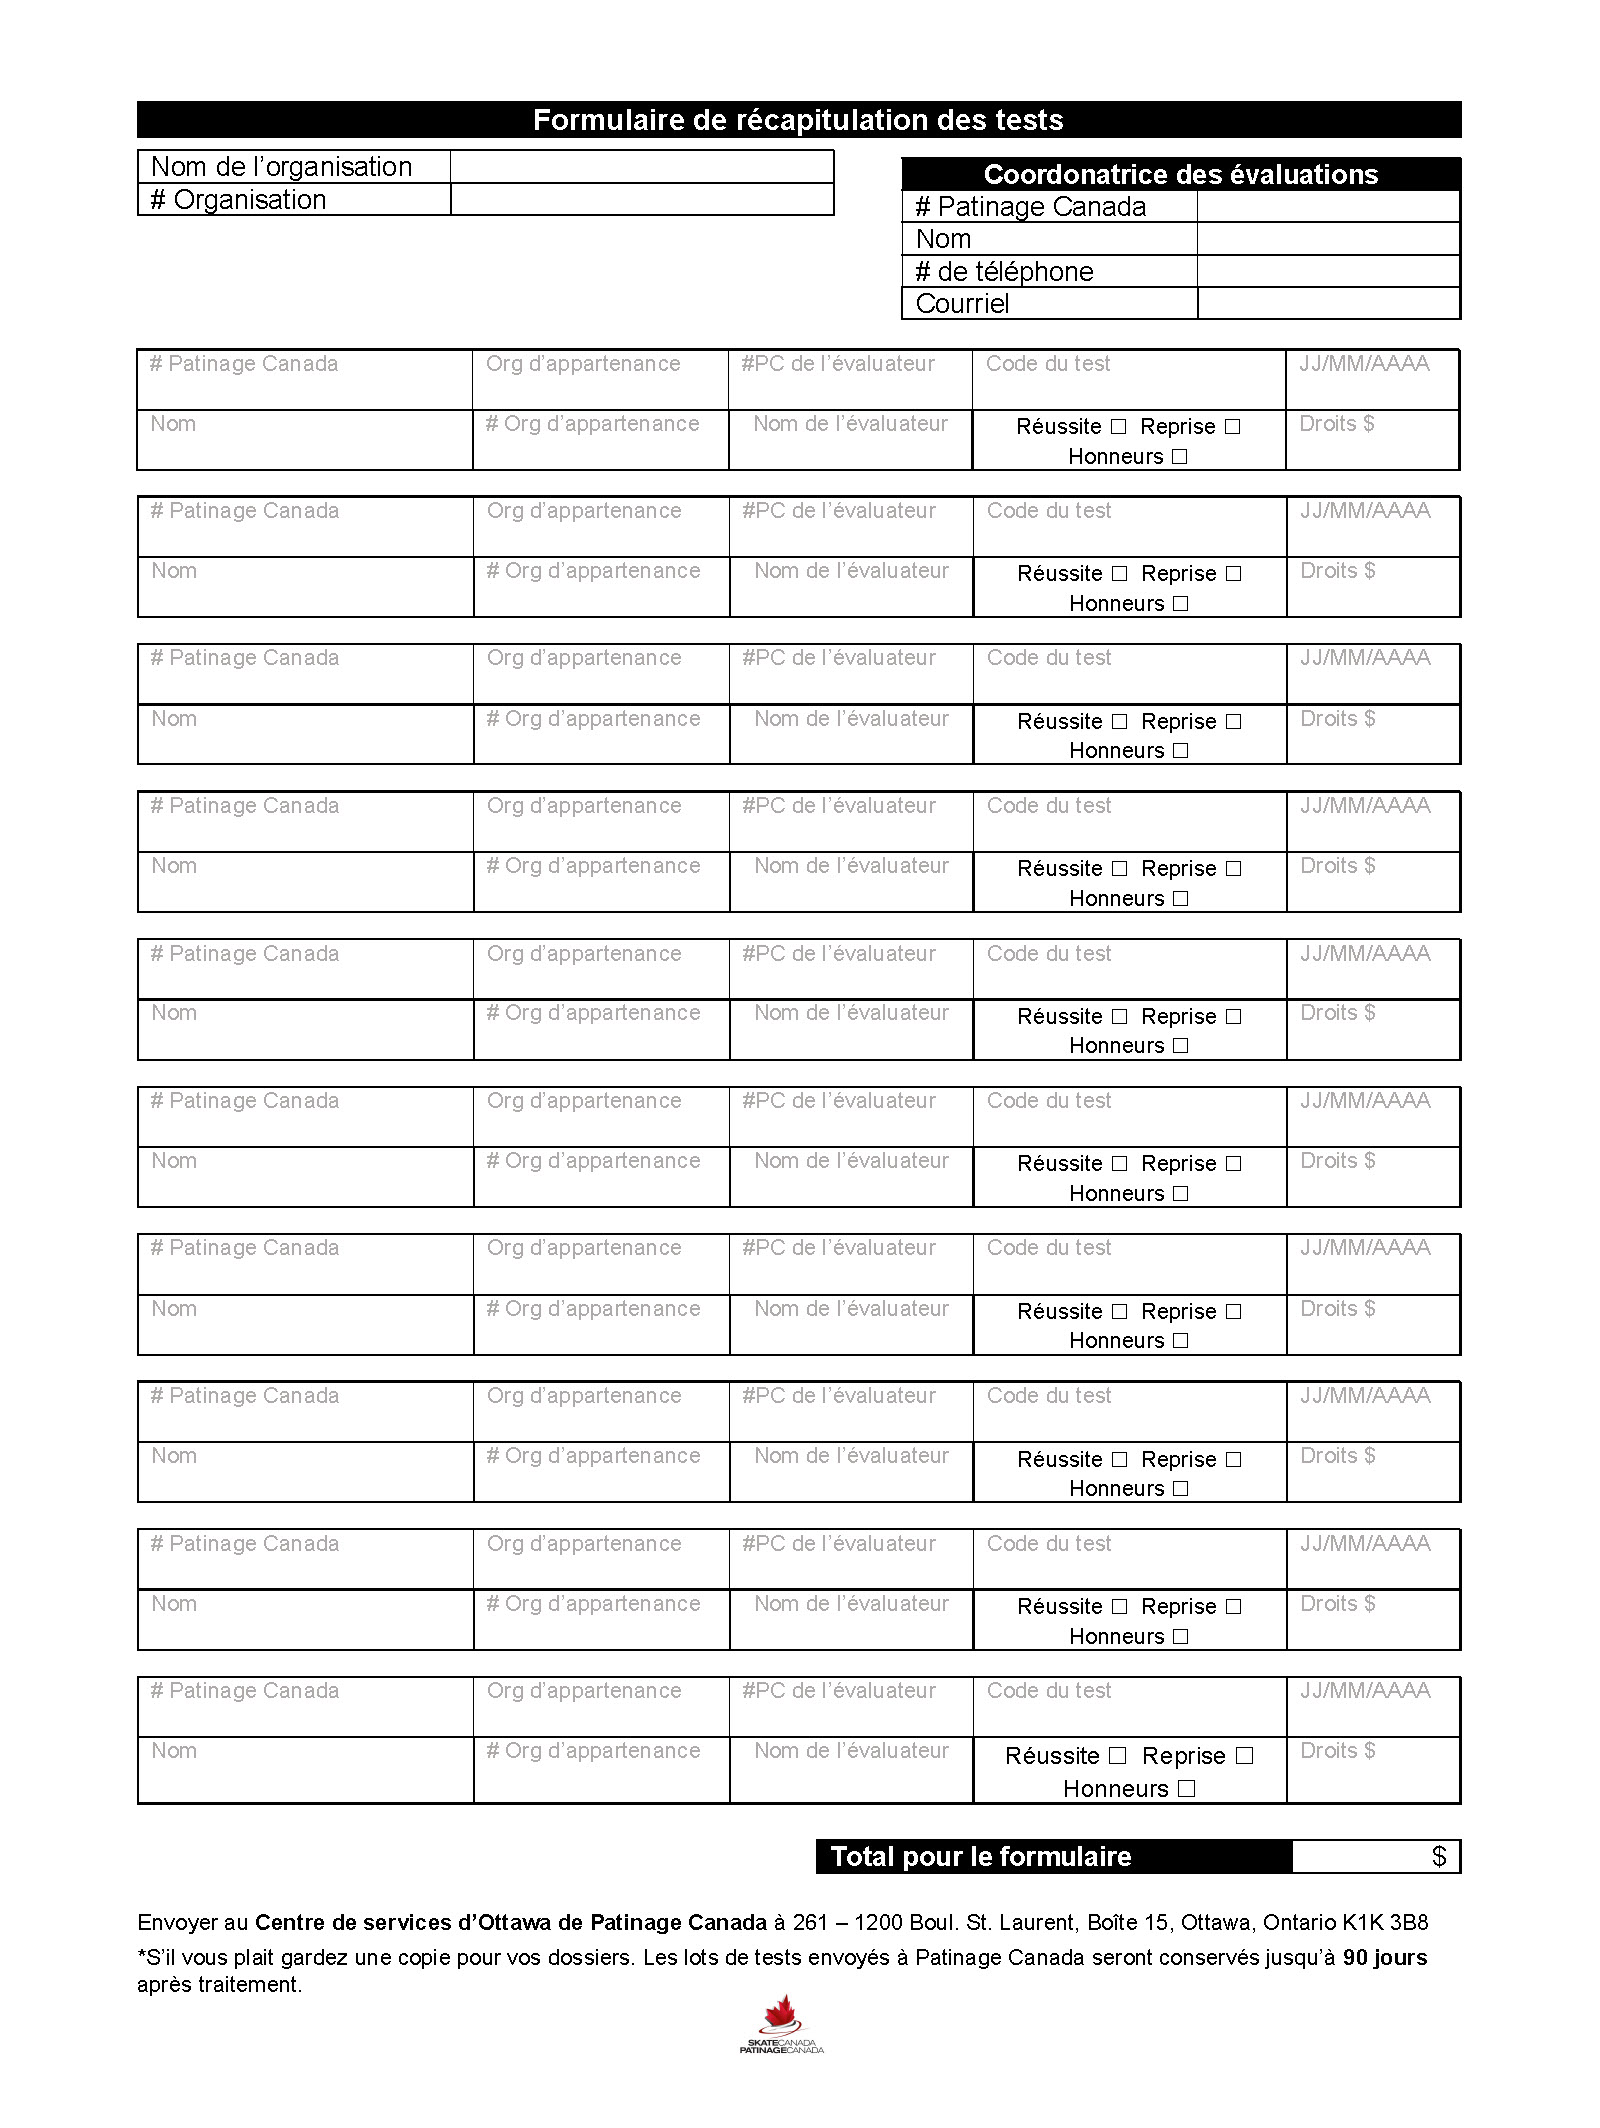 Formulaire de récapitulation des tests
Nom de l’organisation
# Organisation
Coordonatrice des évaluations
# Patinage Canada
Nom
# de téléphone
Courriel
# Patinage Canada Org d’appartenance #PC de l’évaluateur Code du test JJ/MM/AAAA
Nom # Org d’appartenance Nom de l’évaluateur Réussite ☐ Reprise ☐ Droits $
Honneurs ☐
# Patinage Canada Org d’appartenance #PC de l’évaluateur Code du test JJ/MM/AAAA
Nom # Org d’appartenance Nom de l’évaluateur Réussite ☐ Reprise ☐ Droits $
Honneurs ☐
# Patinage Canada Org d’appartenance #PC de l’évaluateur Code du test JJ/MM/AAAA
Nom # Org d’appartenance Nom de l’évaluateur Réussite ☐ Reprise ☐ Droits $
Honneurs ☐
# Patinage Canada Org d’appartenance #PC de l’évaluateur Code du test JJ/MM/AAAA
Nom # Org d’appartenance Nom de l’évaluateur Réussite ☐ Reprise ☐ Droits $
Honneurs ☐
# Patinage Canada Org d’appartenance #PC de l’évaluateur Code du test JJ/MM/AAAA
Nom # Org d’appartenance Nom de l’évaluateur Réussite ☐ Reprise ☐ Droits $
Honneurs ☐
# Patinage Canada Org d’appartenance #PC de l’évaluateur Code du test JJ/MM/AAAA
Nom # Org d’appartenance Nom de l’évaluateur Réussite ☐ Reprise ☐ Droits $
Honneurs ☐
# Patinage Canada Org d’appartenance #PC de l’évaluateur Code du test JJ/MM/AAAA
Nom # Org d’appartenance Nom de l’évaluateur Réussite ☐ Reprise ☐ Droits $
Honneurs ☐
# Patinage Canada Org d’appartenance #PC de l’évaluateur Code du test JJ/MM/AAAA
Nom # Org d’appartenance Nom de l’évaluateur Réussite ☐ Reprise ☐ Droits $
Honneurs ☐
# Patinage Canada Org d’appartenance #PC de l’évaluateur Code du test JJ/MM/AAAA
Nom # Org d’appartenance Nom de l’évaluateur Réussite ☐ Reprise ☐ Droits $
Honneurs ☐
# Patinage Canada Org d’appartenance #PC de l’évaluateur Code du test JJ/MM/AAAA
Nom # Org d’appartenance Nom de l’évaluateur Réussite ☐ Reprise ☐ Droits $
Honneurs ☐
Total pour le formulaire $
Envoyer au Centre de services d’Ottawa de Patinage Canada à 261 – 1200 Boul. St. Laurent, Boîte 15, Ottawa, Ontario K1K 3B8
*S’il vous plait gardez une copie pour vos dossiers. Les lots de tests envoyés à Patinage Canada seront conservés jusqu’à 90 jours
après traitement.
SKATECANADA
PATINAGECANADA